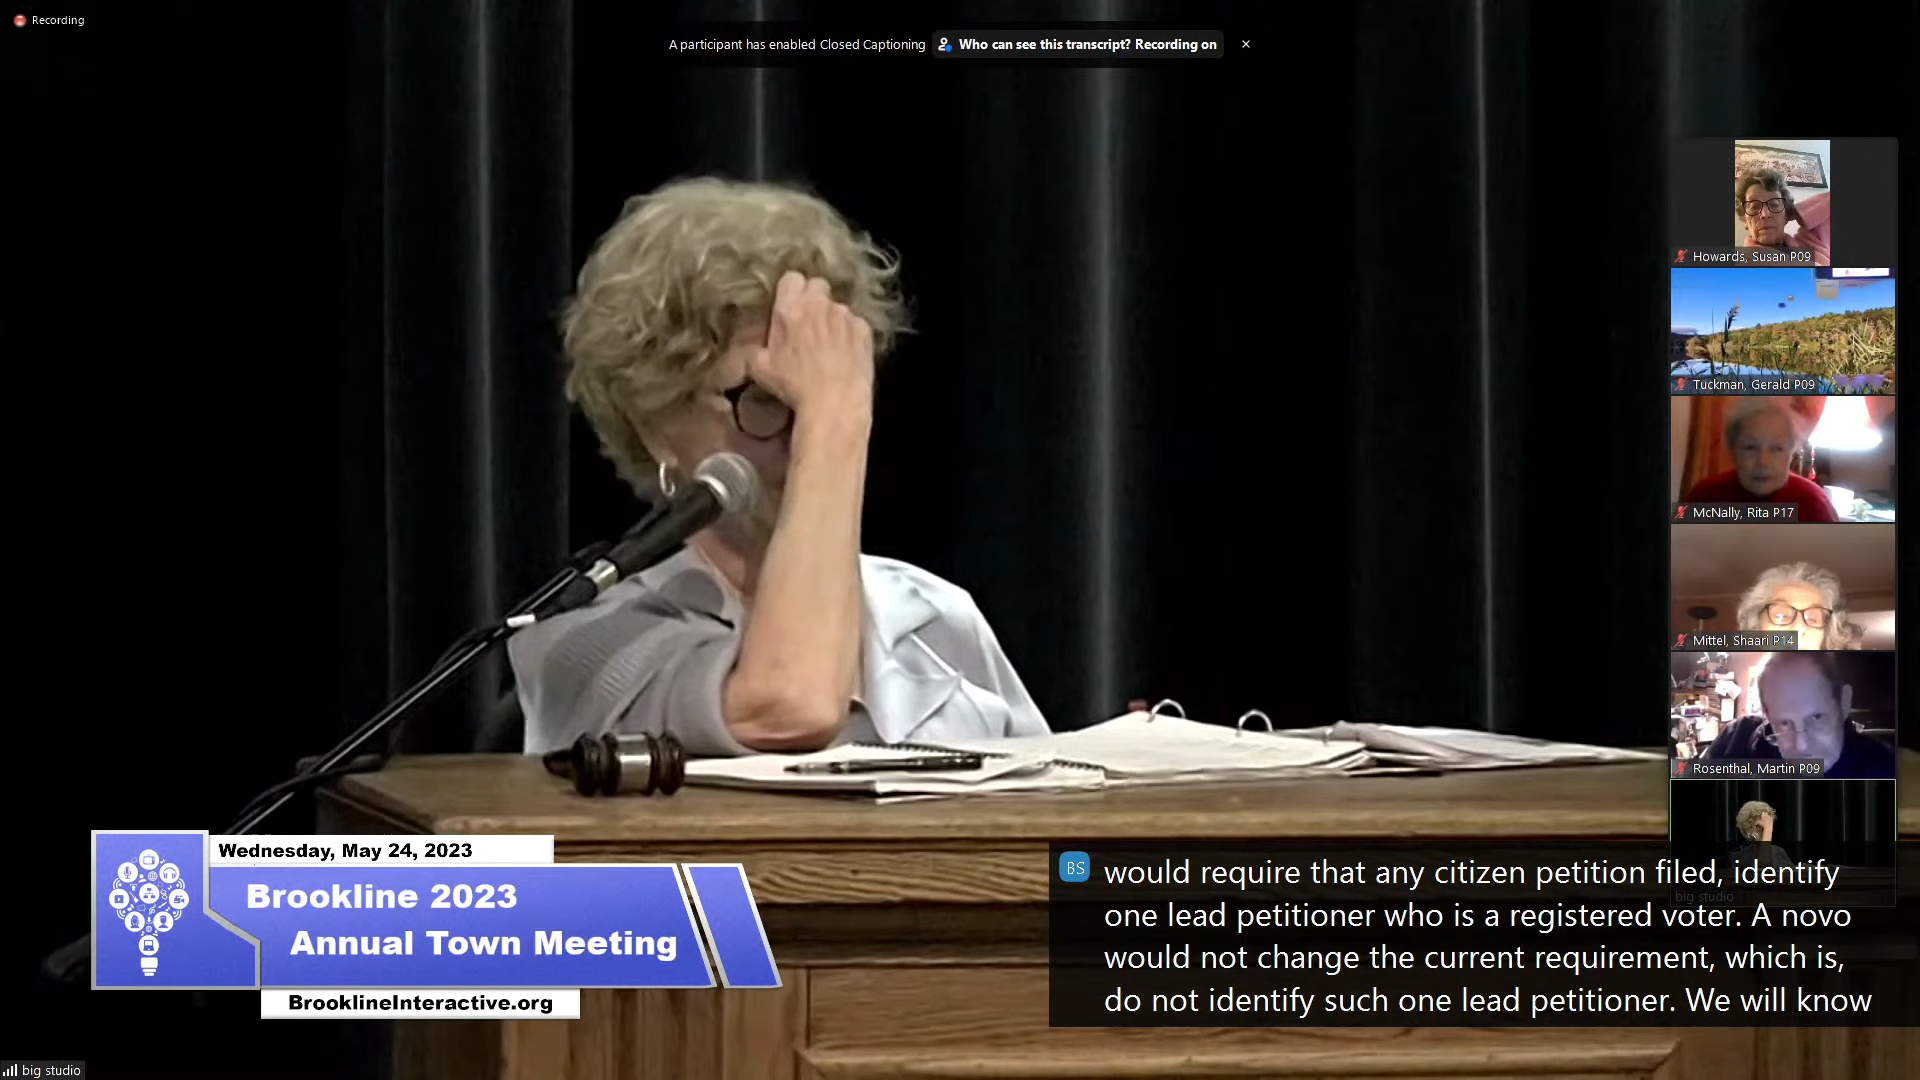 Recording
A participant has enabled Closed Captioning
Who can see this transcript? Recording on
Howards, Susan P09
Tuckman, Gerald P09
McNally, Rita P17
Mittel, Shaari P14
Rosenthal, Martin P09
big studio
Wednesday, May 24, 2023
Brookline 2023
Annual Town Meeting
BrooklineInteractive.org
BS
would require that any citizen petition filed, identify
one lead petitioner who is a registered voter. A novo
would not change the current requirement, which is,
do not identify such one lead petitioner. We will know
big studio